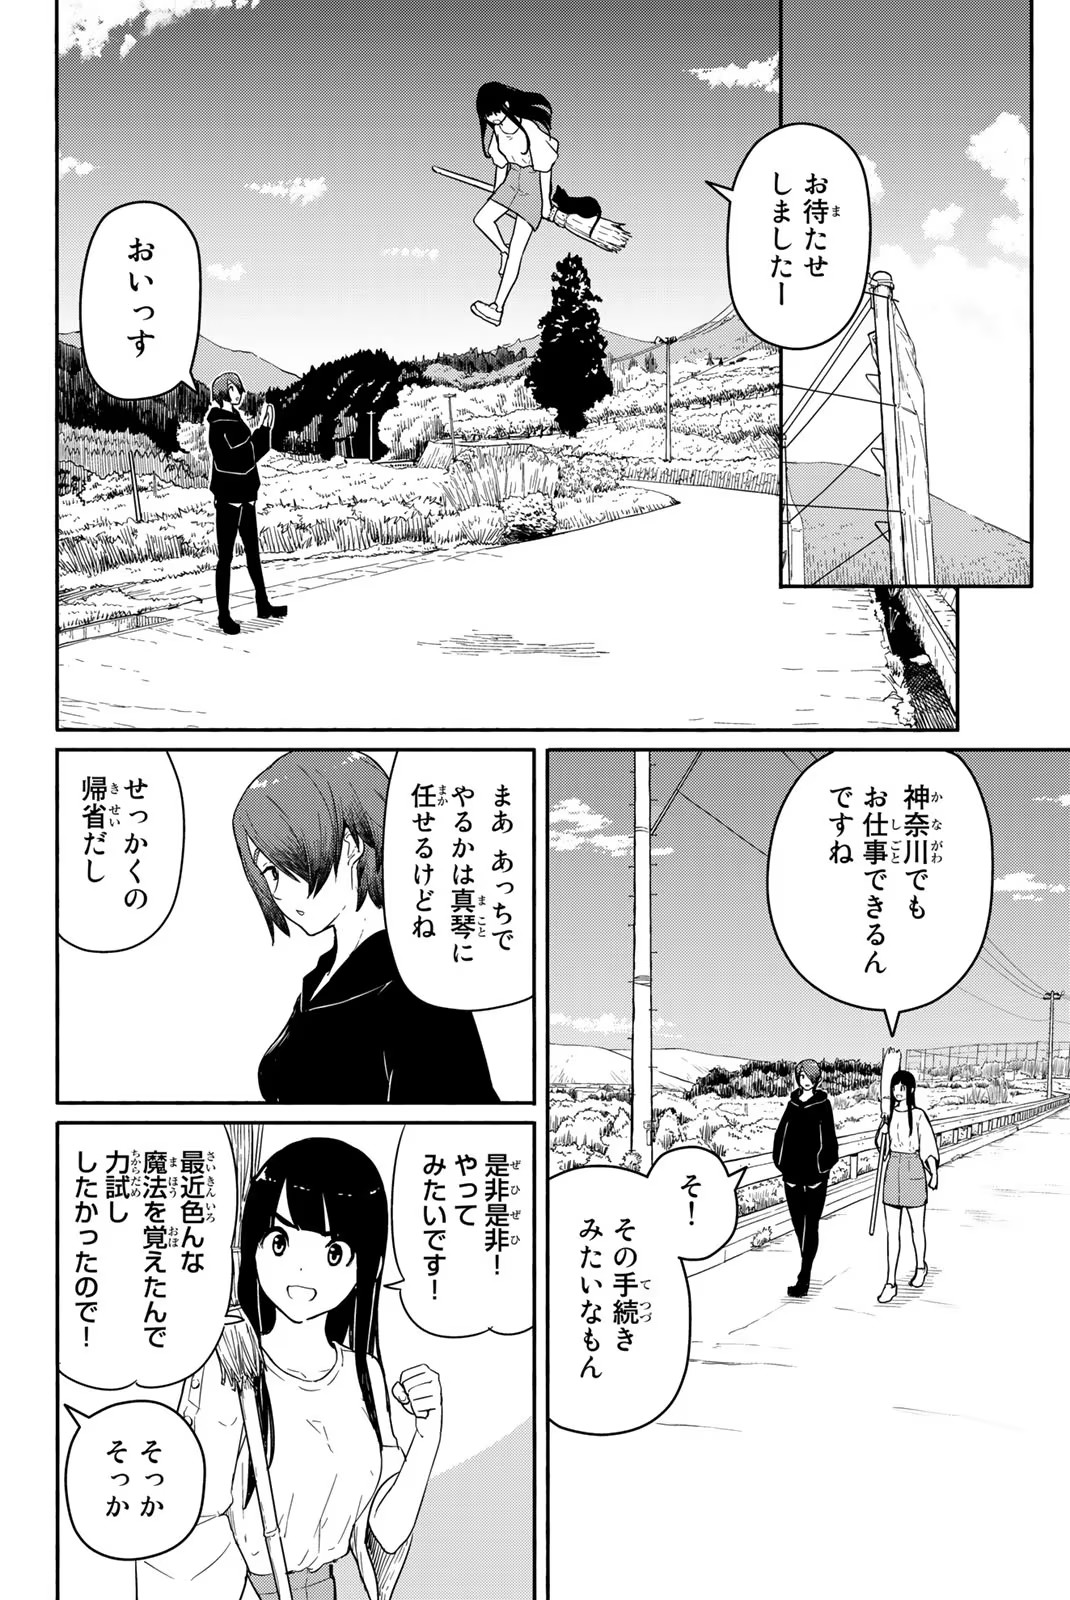 お待たせ
しましたー
おいっす
神奈川でも
お仕事できるん
ですね
そ!
その手続き
みたいなもん
まあ あっちで
やるかは真琴に
任せるけどね
せっかくの
帰省だし
是非是非!
やって
みたいです!
最近色んな
魔法を覚えたんで
力試し
したかったので!
そっか
そっか